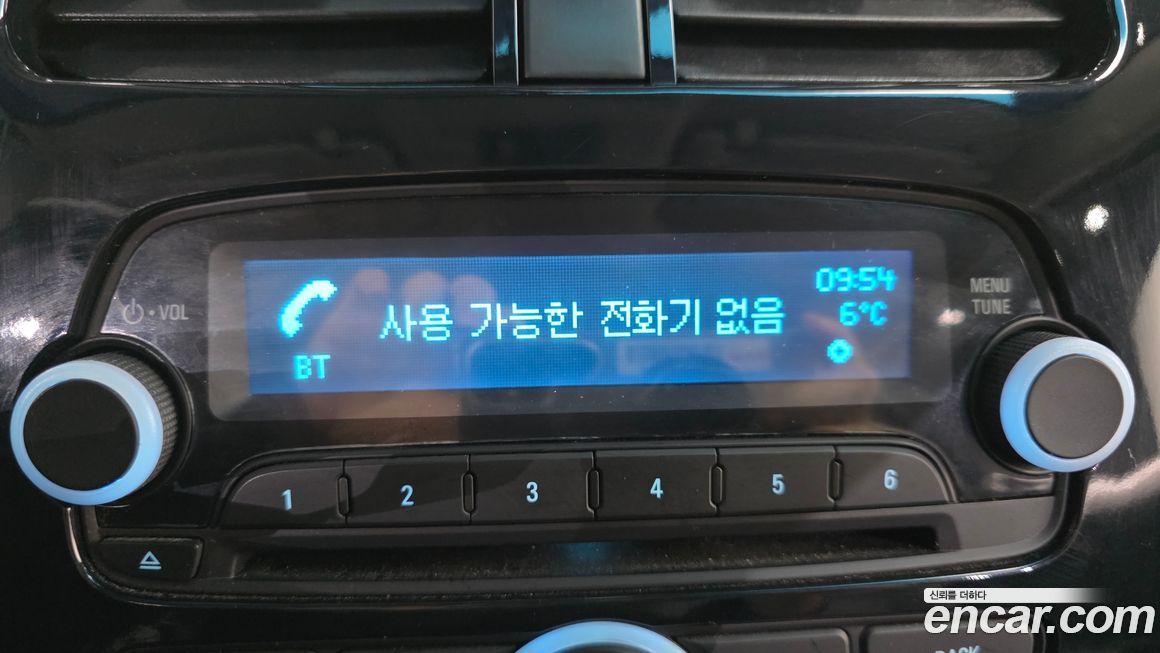 09:54
사용 가능한 전화기 없음
6°C
BT
VOL
MENU
TUNE
1 2 3 4 5 6
신뢰를 더하다
encar.com
BACK